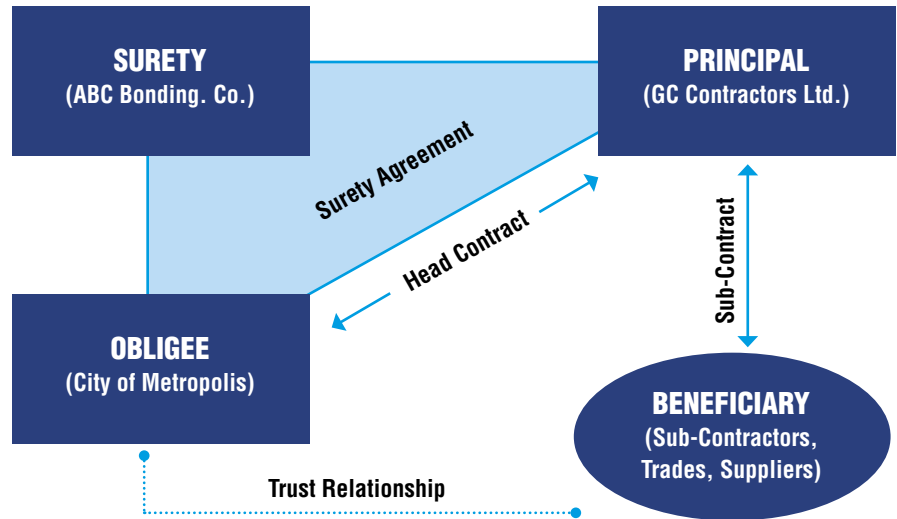 SURETY
(ABC Bonding. Co.)
PRINCIPAL
(GC Contractors Ltd.)
Surety Agreement
Head Contract
Sub-Contract
OBLIGEE
(City of Metropolis)
BENEFICIARY
(Sub-Contractors,
Trades, Suppliers)
Trust Relationship